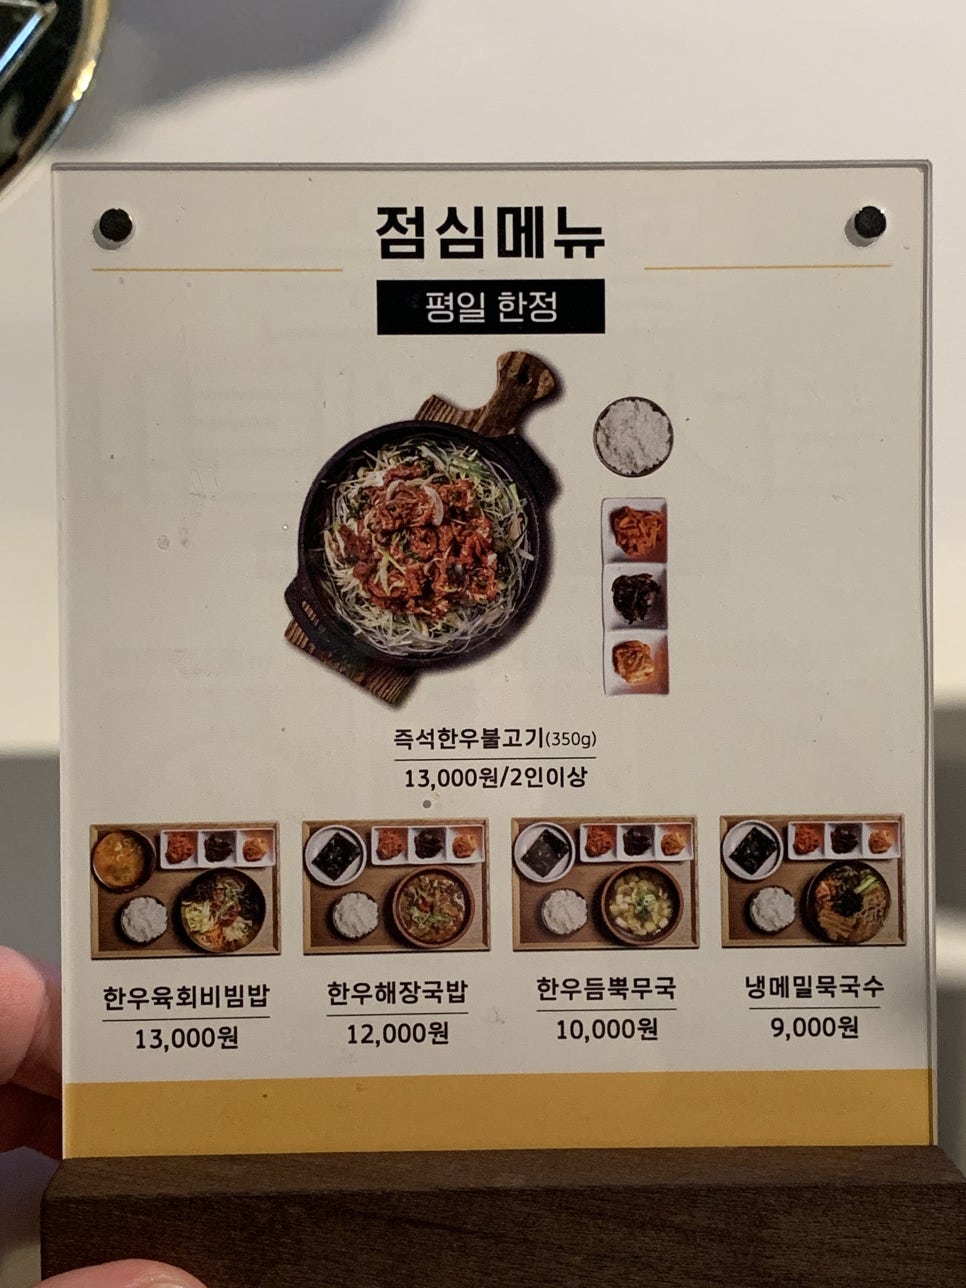 점심메뉴
평일 한정
즉석한우불고기(350g)
13,000원/2인이상
한우육회비빔밥
13,000원
한우해장국밥
12,000원
한우듬뿍무국
10,000원
냉메밀묵국수
9,000원